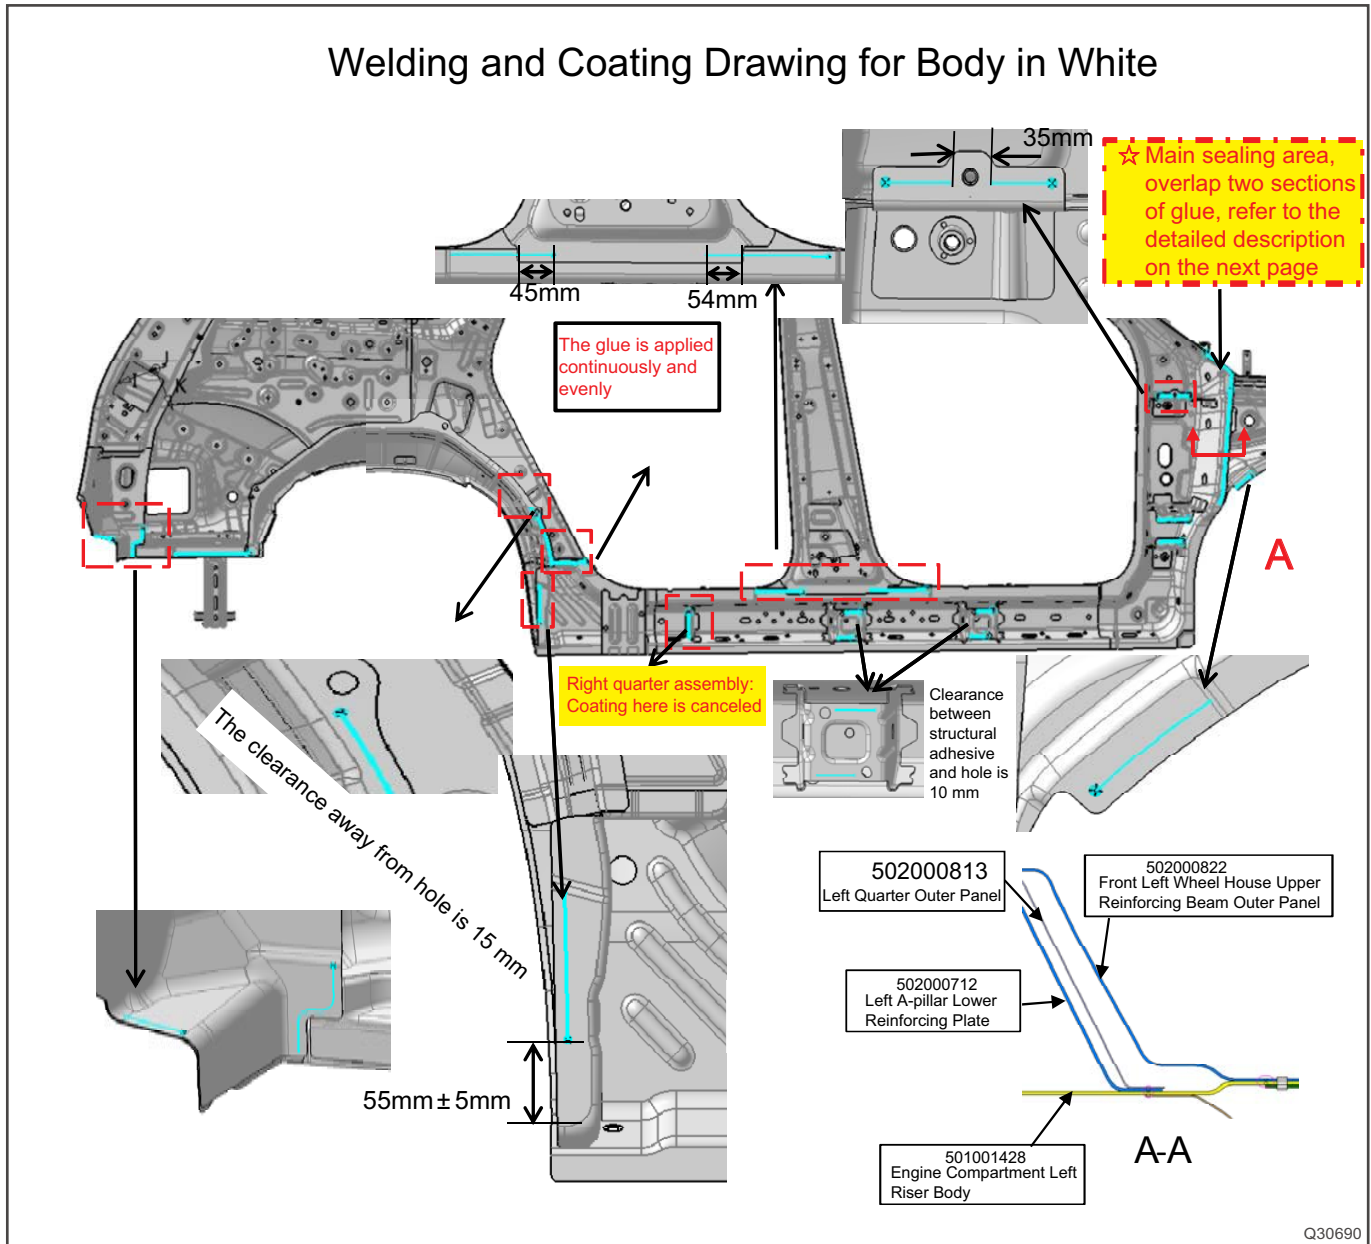 Welding and Coating Drawing for Body in White
35mm
☆ Main sealing area,
overlap two sections
of glue, refer to the
detailed description
on the next page
45mm
54mm
The glue is applied
continuously and
evenly
A
Right quarter assembly:
Coating here is canceled
Clearance
between
structural
adhesive
and hole is
10 mm
The clearance away from hole is 15 mm
55mm±5mm
502000813
Left Quarter Outer Panel
502000822
Front Left Wheel House Upper
Reinforcing Beam Outer Panel
502000712
Left A-pillar Lower
Reinforcing Plate
501001428
Engine Compartment Left
Riser Body
A-A
Q30690